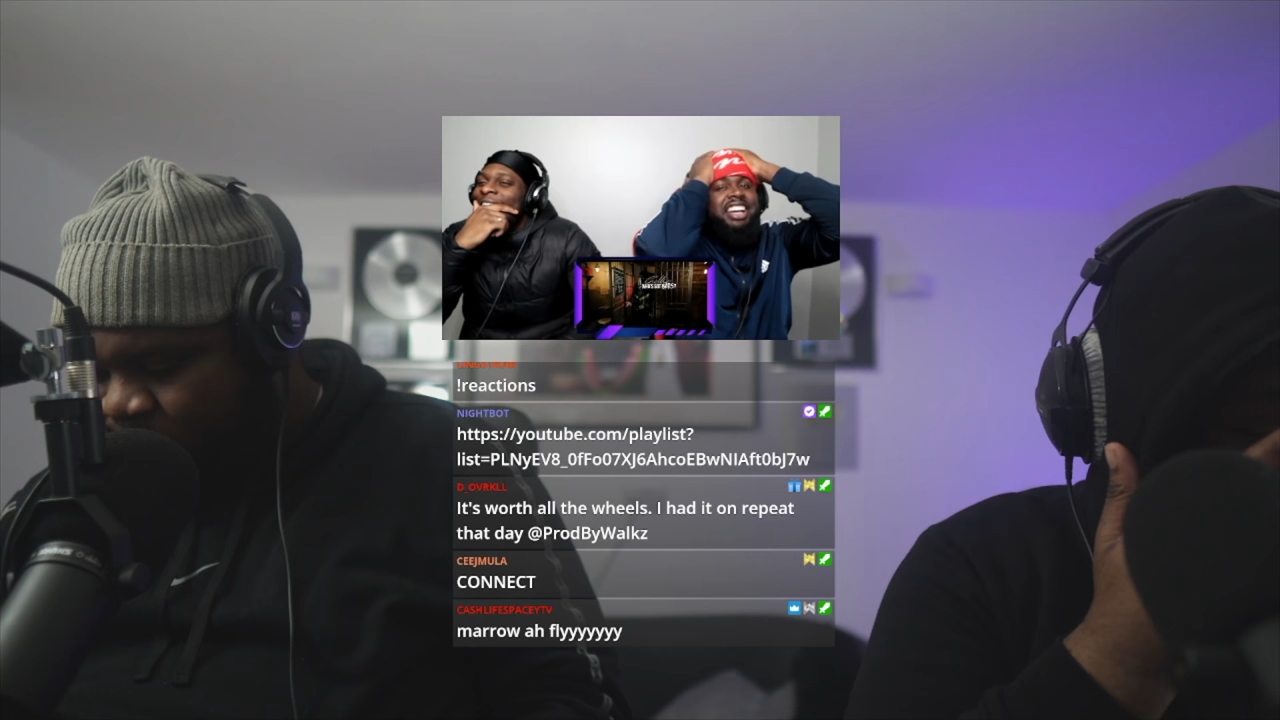 !reactions
NIGHTBOT
https://youtube.com/playlist?
list=PLNyEV8_0fFo07XJ6AhcoEBwNIAft0bJ7w
D_OVRKLL
It's worth all the wheels. I had it on repeat
that day @ProdByWalkz
CEEJMULA
CONNECT
CASHLIFESPACEYTV
marrow ah flyyyyyyy